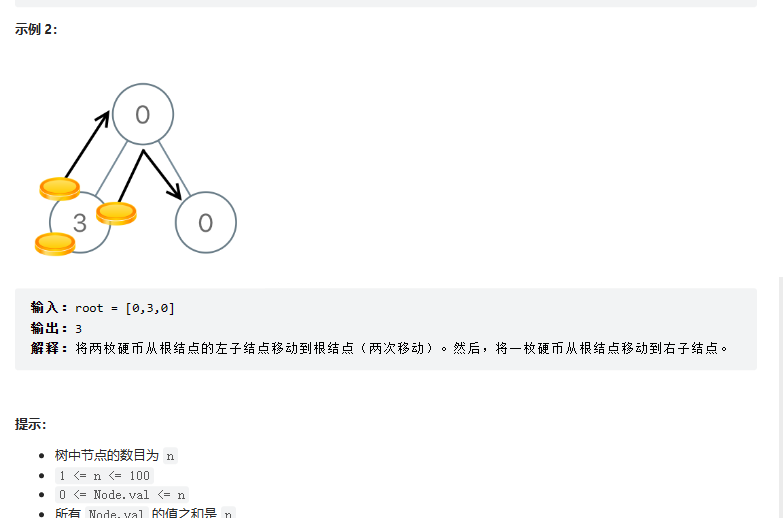 示例 2：
0
3
0
输入：root = [0,3,0]
输出：3
解释：将两枚硬币从根结点的左子结点移动到根结点（两次移动）。然后，将一枚硬币从根结点移动到右子结点。
提示：
树中节点的数目为 n
1 <= n <= 100
0 <= Node.val <= n
所有 Node.val 的值之和是 n